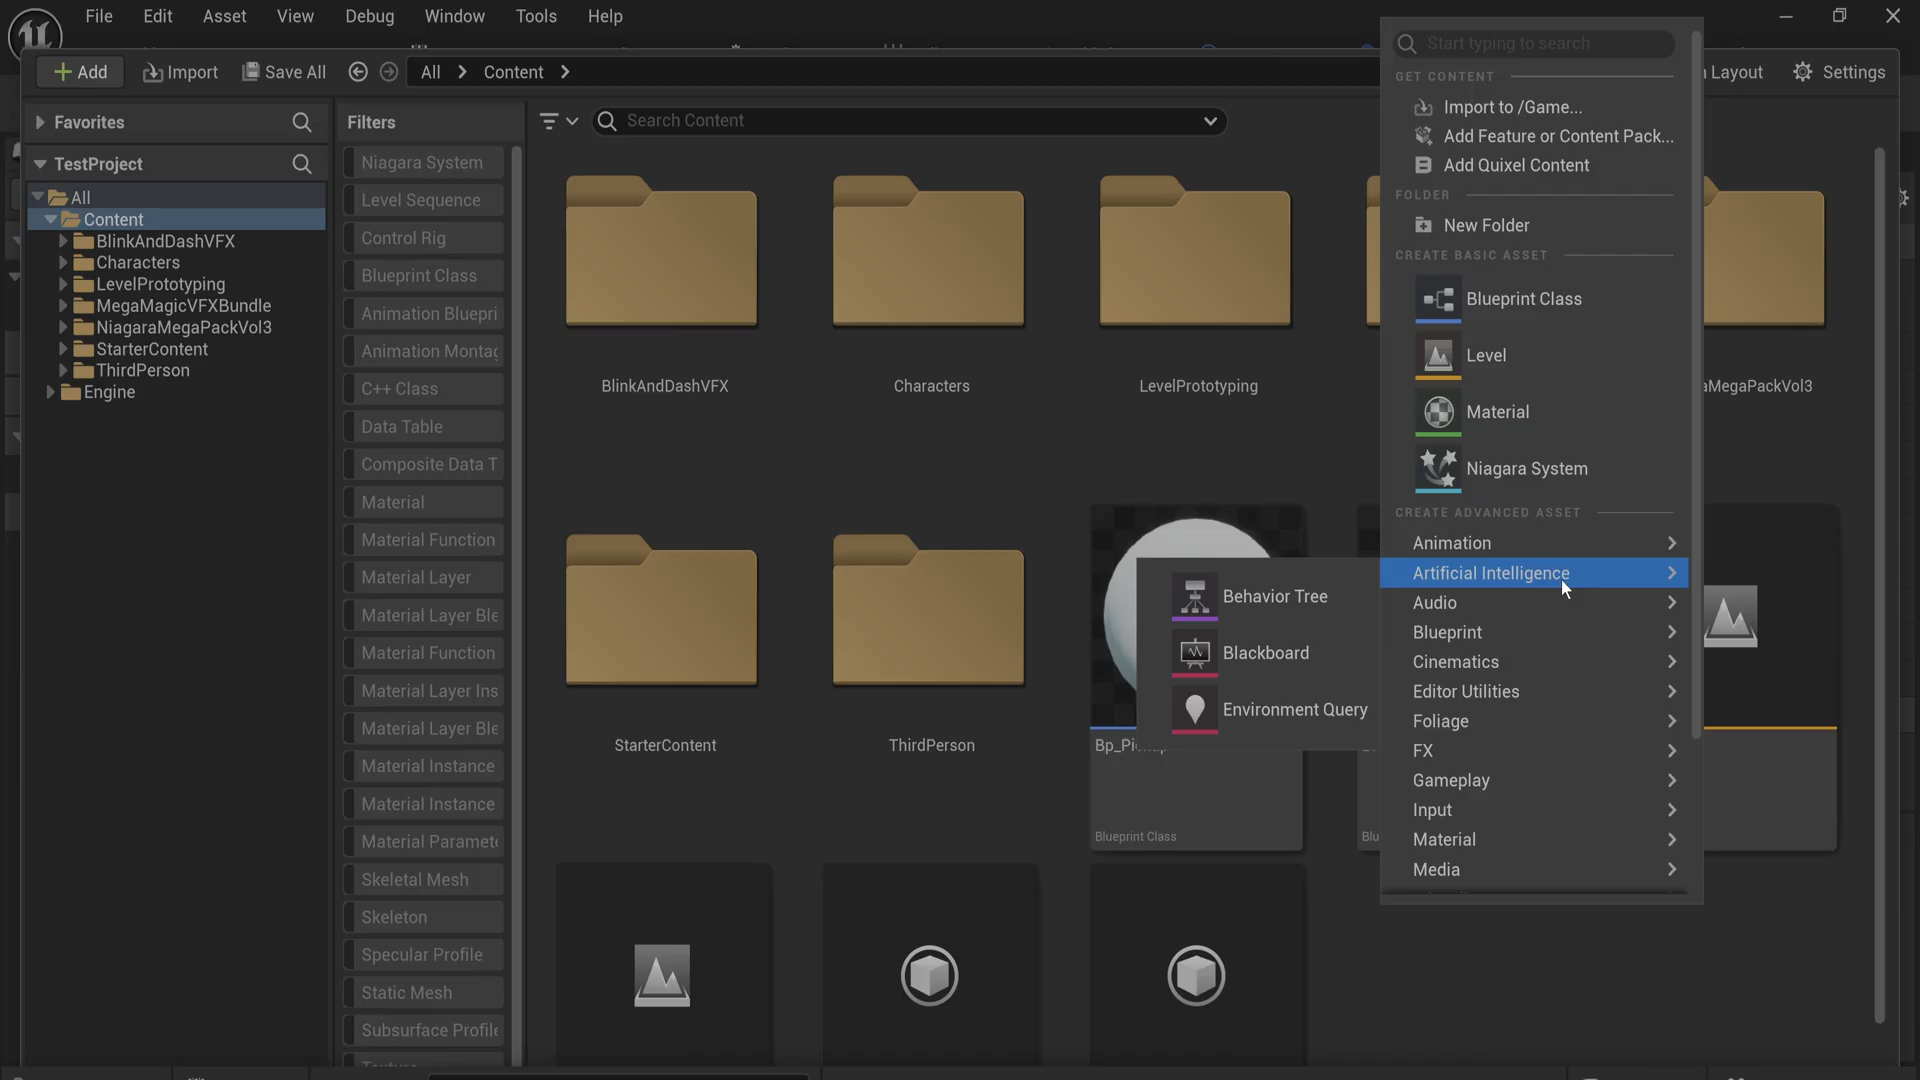 File Edit Asset View Debug Window Tools Help
Add Import Save All All Content
Layout Settings
Favorites
TestProject
All
Content
BlinkAndDashVFX
Characters
LevelPrototyping
MegaMagicVFXBundle
NiagaraMegaPackVol3
StarterContent
ThirdPerson
Engine
Filters
Niagara System
Level Sequence
Control Rig
Blueprint Class
Animation Bluepri
Animation Montag
C++ Class
Data Table
Composite Data T
Material
Material Function
Material Layer
Material Layer Ble
Material Function
Material Layer Ins
Material Layer Ble
Material Instance
Material Instance
Material Paramete
Skeletal Mesh
Skeleton
Specular Profile
Static Mesh
Subsurface Profile
Search Content
BlinkAndDashVFX
Characters
LevelPrototyping
aMegaPackVol3
StarterContent
ThirdPerson
Blueprint Class
Blu
Behavior Tree
Blackboard
Environment Query
Start typing to search
GET CONTENT
Import to /Game...
Add Feature or Content Pack...
Add Quixel Content
FOLDER
New Folder
CREATE BASIC ASSET
Blueprint Class
Level
Material
Niagara System
CREATE ADVANCED ASSET
Animation
Artificial Intelligence
Audio
Blueprint
Cinematics
Editor Utilities
Foliage
FX
Gameplay
Input
Material
Media